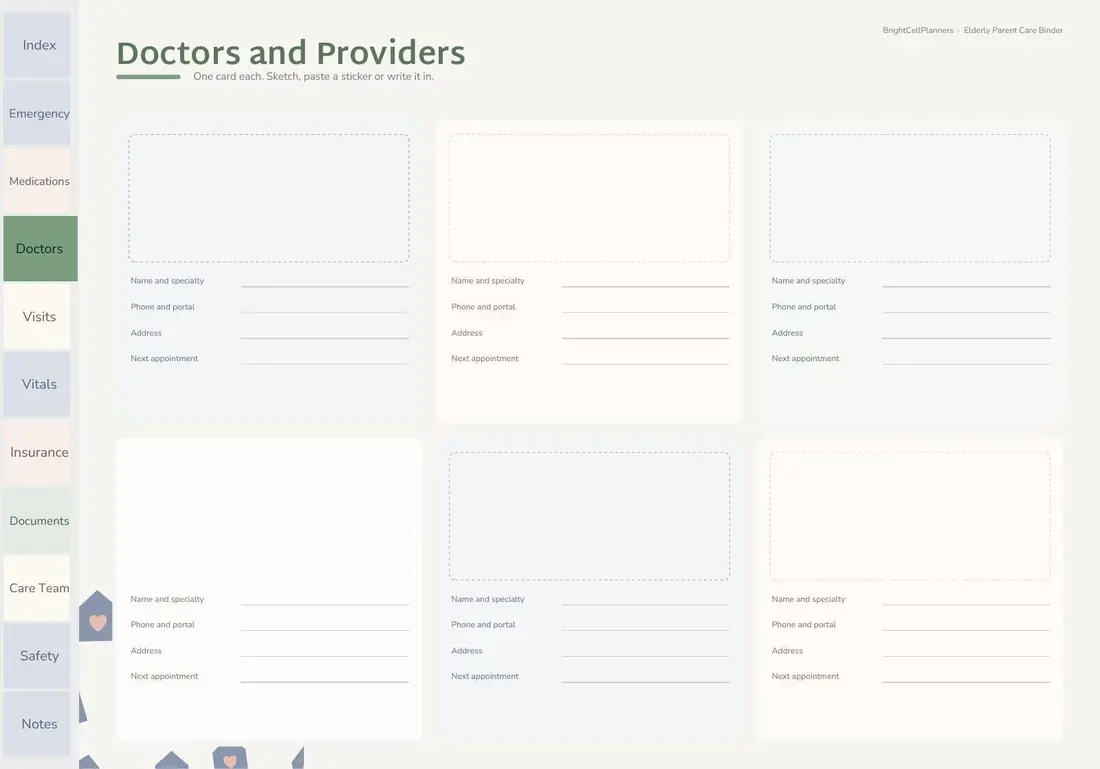 Index
Emergency
Medications
Doctors
Visits
Vitals
Insurance
Documents
Care Team
Safety
Notes
BrightCellPlanners - Elderly Parent Care Binder
Doctors and Providers
One card each. Sketch, paste a sticker or write it in.
Name and specialty
Phone and portal
Address
Next appointment
Name and specialty
Phone and portal
Address
Next appointment
Name and specialty
Phone and portal
Address
Next appointment
Name and specialty
Phone and portal
Address
Next appointment
Name and specialty
Phone and portal
Address
Next appointment
Name and specialty
Phone and portal
Address
Next appointment